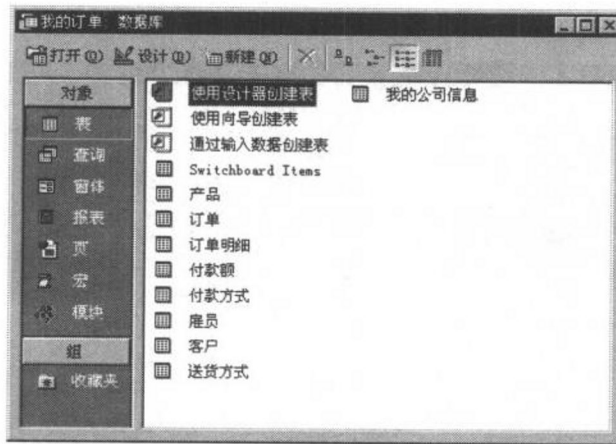 我的订单：数据库
打开(O) 设计(D) 新建(N)
对象
表
查询
窗体
报表
页
宏
模块
组
收藏夹
使用设计器创建表
使用向导创建表
通过输入数据创建表
Switchboard Items
产品
订单
订单明细
付款额
付款方式
雇员
客户
送货方式
我的公司信息